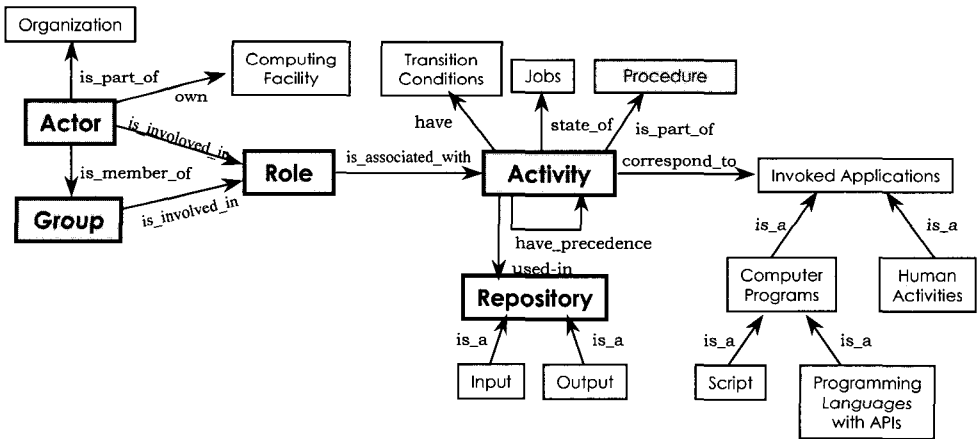 Organization
is_part_of
Computing
Facility
own
Actor
is_involoved_in
is_member_of
Group
is_involved_in
Role
is_associated_with
Transition
Conditions
Jobs
Procedure
have
state_of
is_part_of
Activity
correspond_to
Invoked Applications
have_precedence
used-in
Repository
is_a
is_a
Input
Output
is_a
is_a
Computer
Programs
Human
Activities
is_a
is_a
Script
Programming
Languages
with APIs